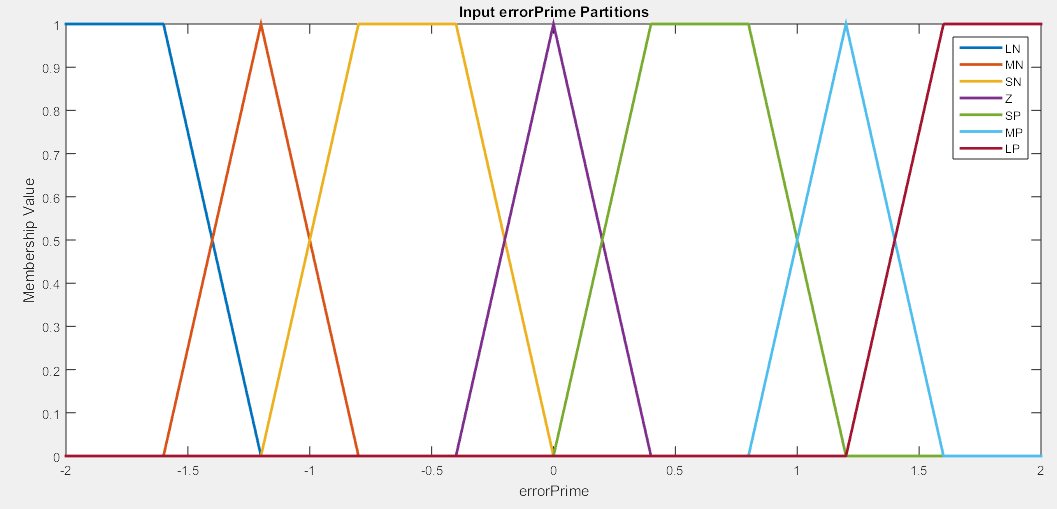 Input errorPrime Partitions
Membership Value
1
0.9
0.8
0.7
0.6
0.5
0.4
0.3
0.2
0.1
0
-2 -1.5 -1 -0.5 0 0.5 1 1.5 2
errorPrime
LN
MN
SN
Z
SP
MP
LP